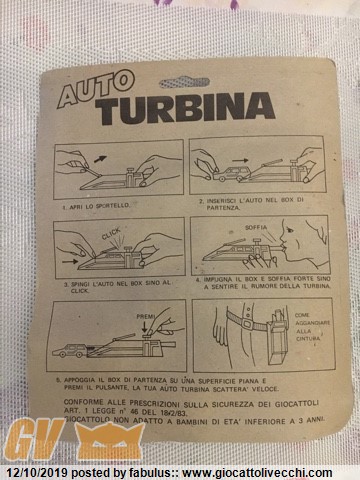 AUTO
TURBINA
1. APRI LO SPORTELLO.
2. INSERISCI L'AUTO NEL BOX DI
PARTENZA.
CLICK
SOFFIA
3. SPINGI L'AUTO NEL BOX SINO AL
CLICK.
4. IMPUGNA IL BOX E SOFFIA FORTE SINO
A SENTIRE IL RUMORE DELLA TURBINA.
PREMI
COME
AGGANCIARE
ALLA
CINTURA.
5. APPOGGIA IL BOX DI PARTENZA SU UNA SUPERFICIE PIANA E
PREMI IL PULSANTE, LA TUA AUTO TURBINA SCATTERA' VELOCE.
CONFORME ALLE PRESCRIZIONI SULLA SICUREZZA DEI GIOCATTOLI
ART. 1 LEGGE n° 46 DEL 18/2/83.
GIOCATTOLO NON ADATTO A BAMBINI DI ETA' INFERIORE A 3 ANNI.
GV
12/10/2019 posted by fabulus:: www.giocattolivecchi.com